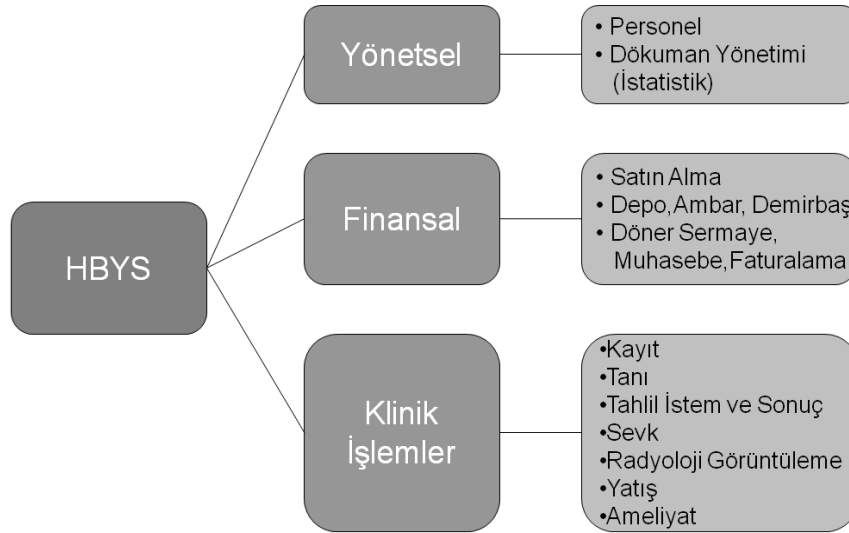 HBYS
Yönetsel
• Personel
• Dökuman Yönetimi
(İstatistik)
Finansal
• Satın Alma
• Depo,Ambar, Demirbaş
• Döner Sermaye,
Muhasebe,Faturalama
Klinik
İşlemler
•Kayıt
•Tanı
•Tahlil İstem ve Sonuç
•Sevk
•Radyoloji Görüntüleme
•Yatış
•Ameliyat